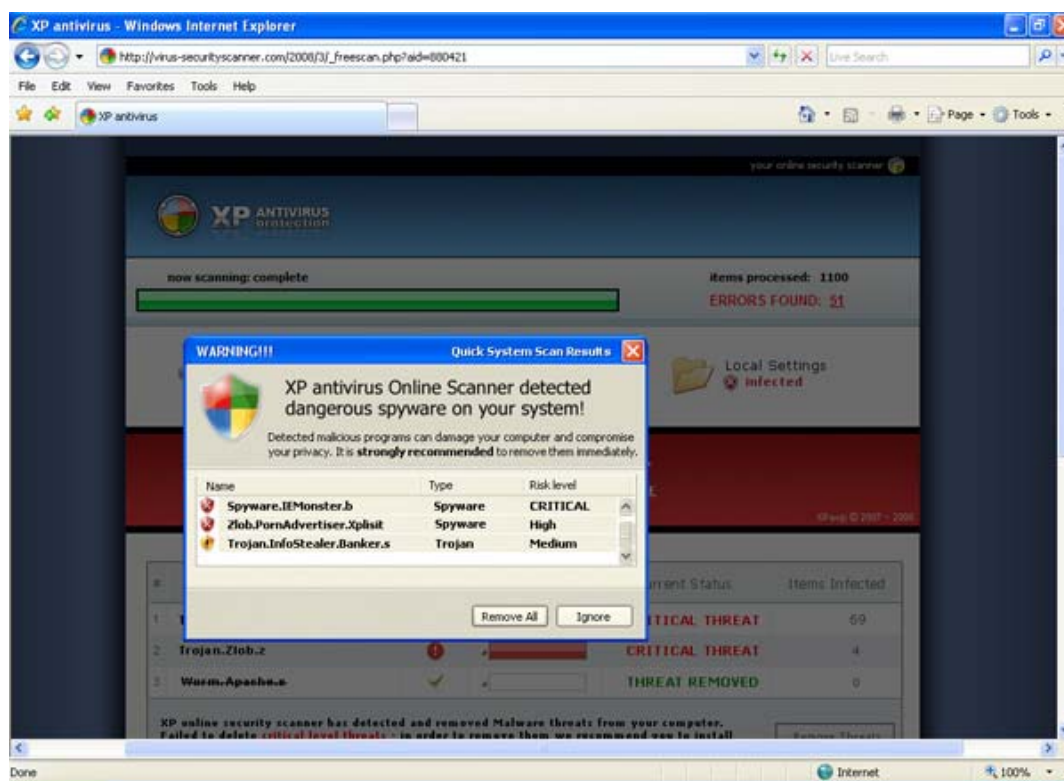 XP antivirus - Windows Internet Explorer
http://virus-securityscanner.com/2008/3/_freescan.php?aid=880421
Live Search
File Edit View Favorites Tools Help
XP antivirus
Page Tools
your online security scanner
XP ANTIVIRUS protection
now scanning: complete
items processed: 1100
ERRORS FOUND: 51
Local Settings
infected
WARNING!!! Quick System Scan Results
XP antivirus Online Scanner detected
dangerous spyware on your system!
Detected malicious programs can damage your computer and compromise
your privacy. It is strongly recommended to remove them immediately.
Name Type Risk level
Spyware.IEMonster.b Spyware CRITICAL
Zlob.PornAdvertiser.Xplisit Spyware High
Trojan.InfoStealer.Banker.s Trojan Medium
Remove All Ignore
# Status Items Infected
1 THREAT 69
2 Trojan.Zlob.z CRITICAL THREAT 4
3 Worm.Apache.s THREAT REMOVED 0
XP online security scanner has detected and removed Malware threats from your computer.
Failed to delete critical level threats - in order to remove them we recommend you to install
Remove Threats
Done Internet 100%